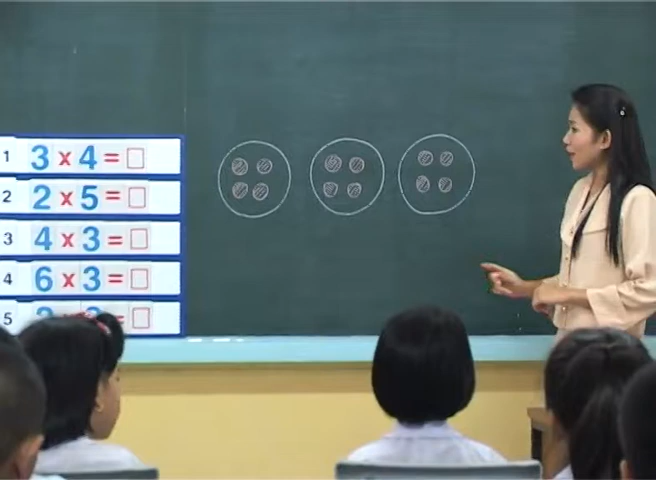 1 3 x 4 = □
2 2 x 5 = □
3 4 x 3 = □
4 6 x 3 = □
5 = □